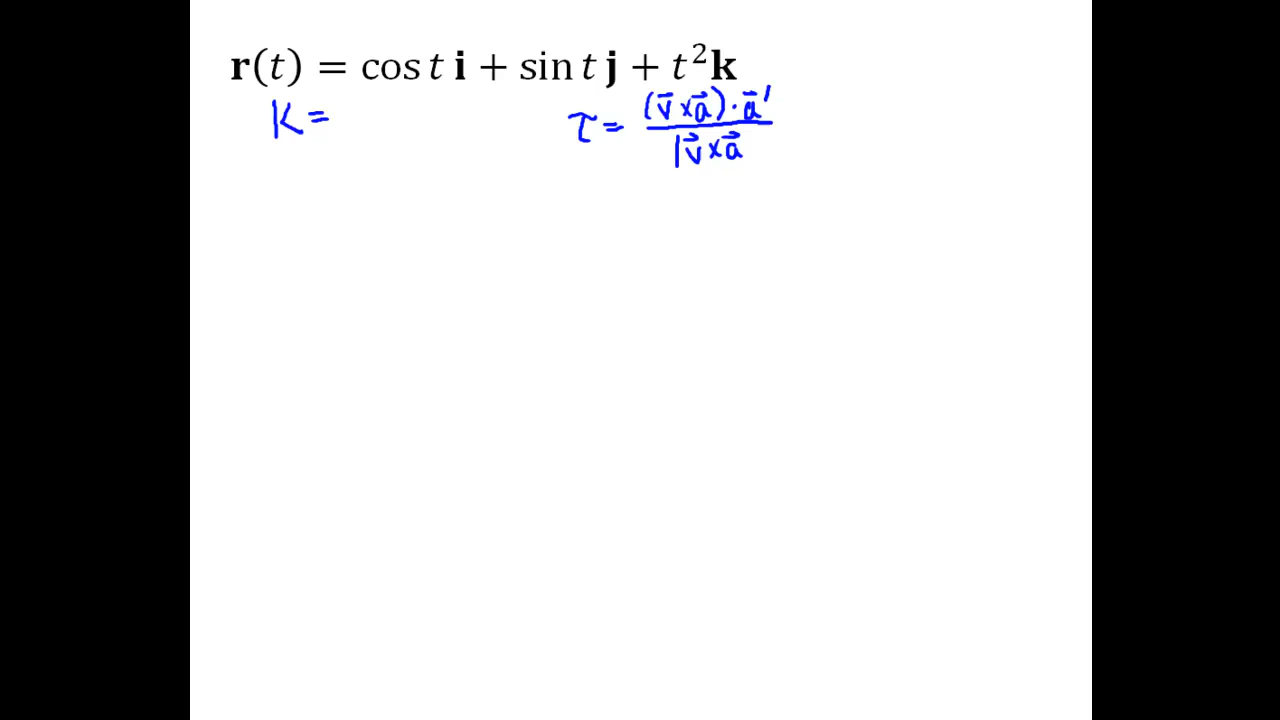 r(t) = cos t i + sin t j + t²k
K = τ = (v⃗ × a⃗) · a⃗′
|v⃗ × a⃗